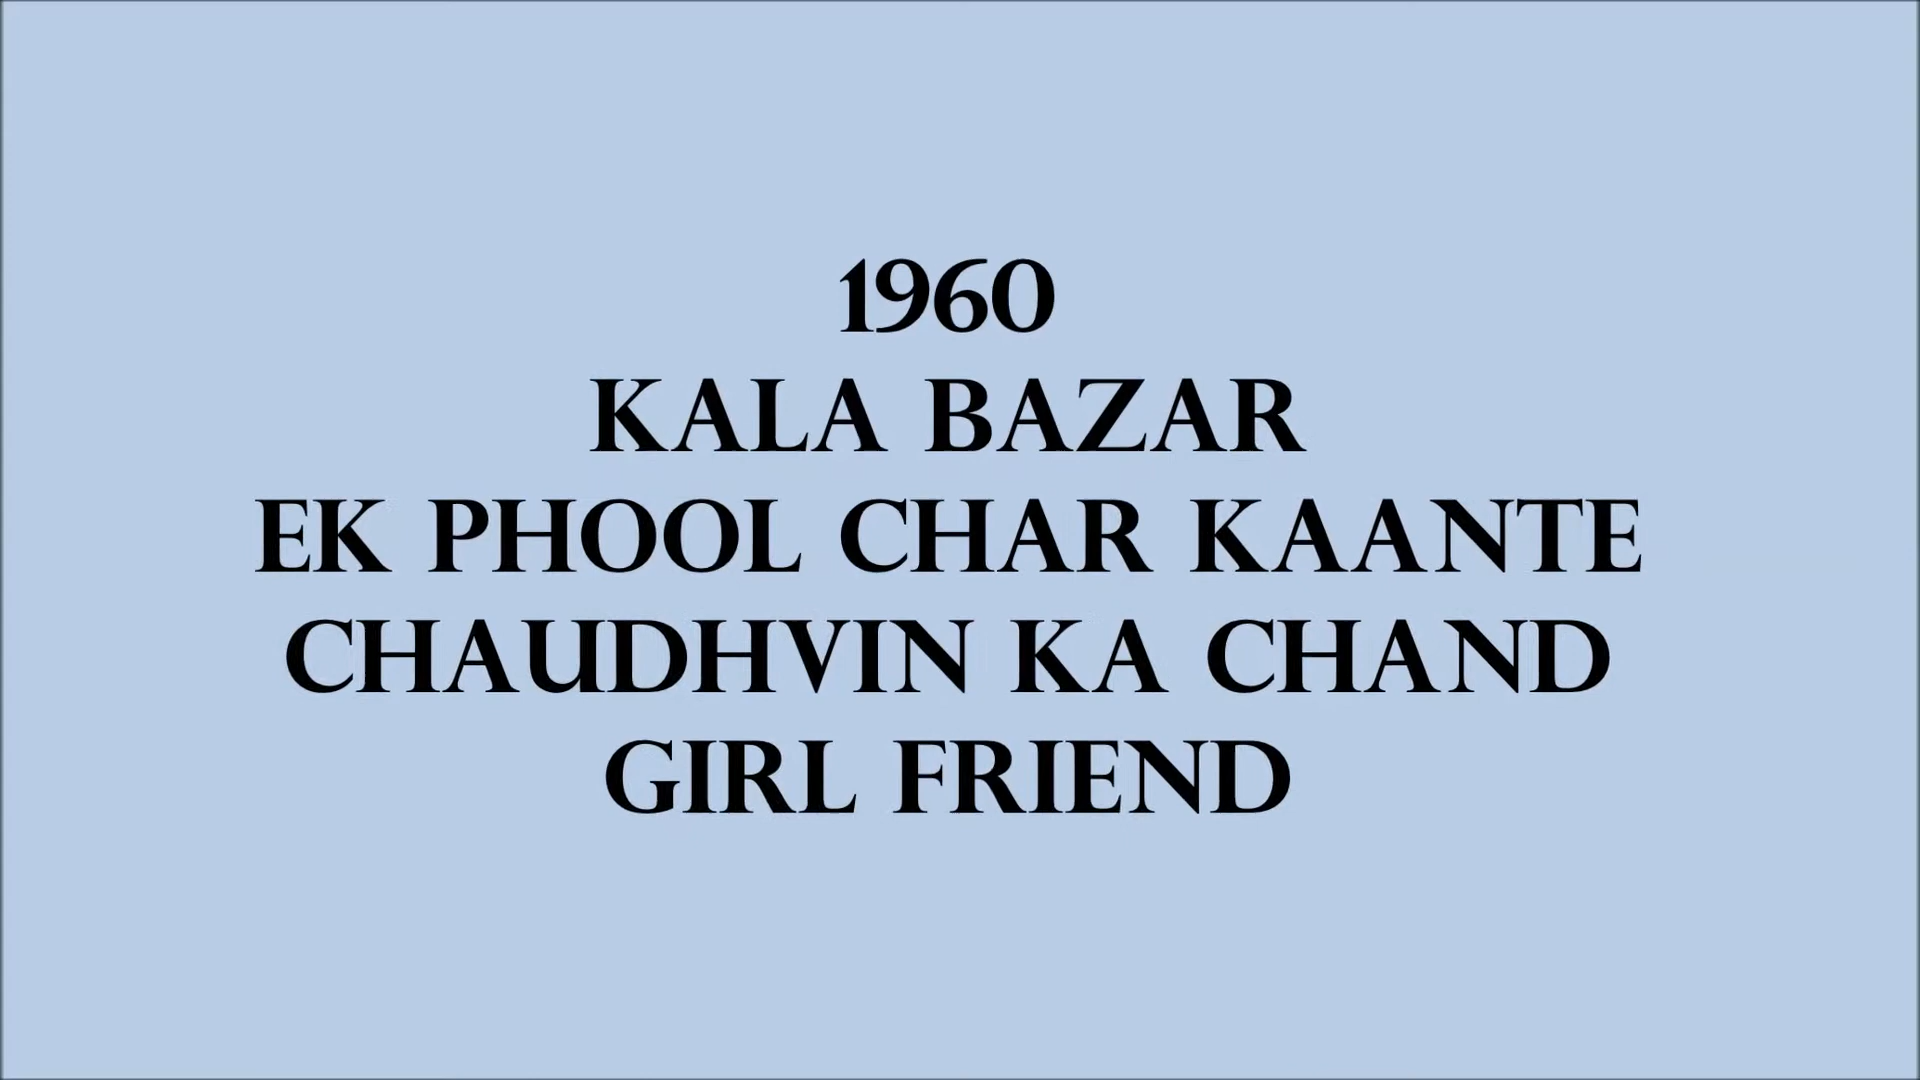 1960
KALA BAZAR
EK PHOOL CHAR KAANTE
CHAUDHVIN KA CHAND
GIRL FRIEND